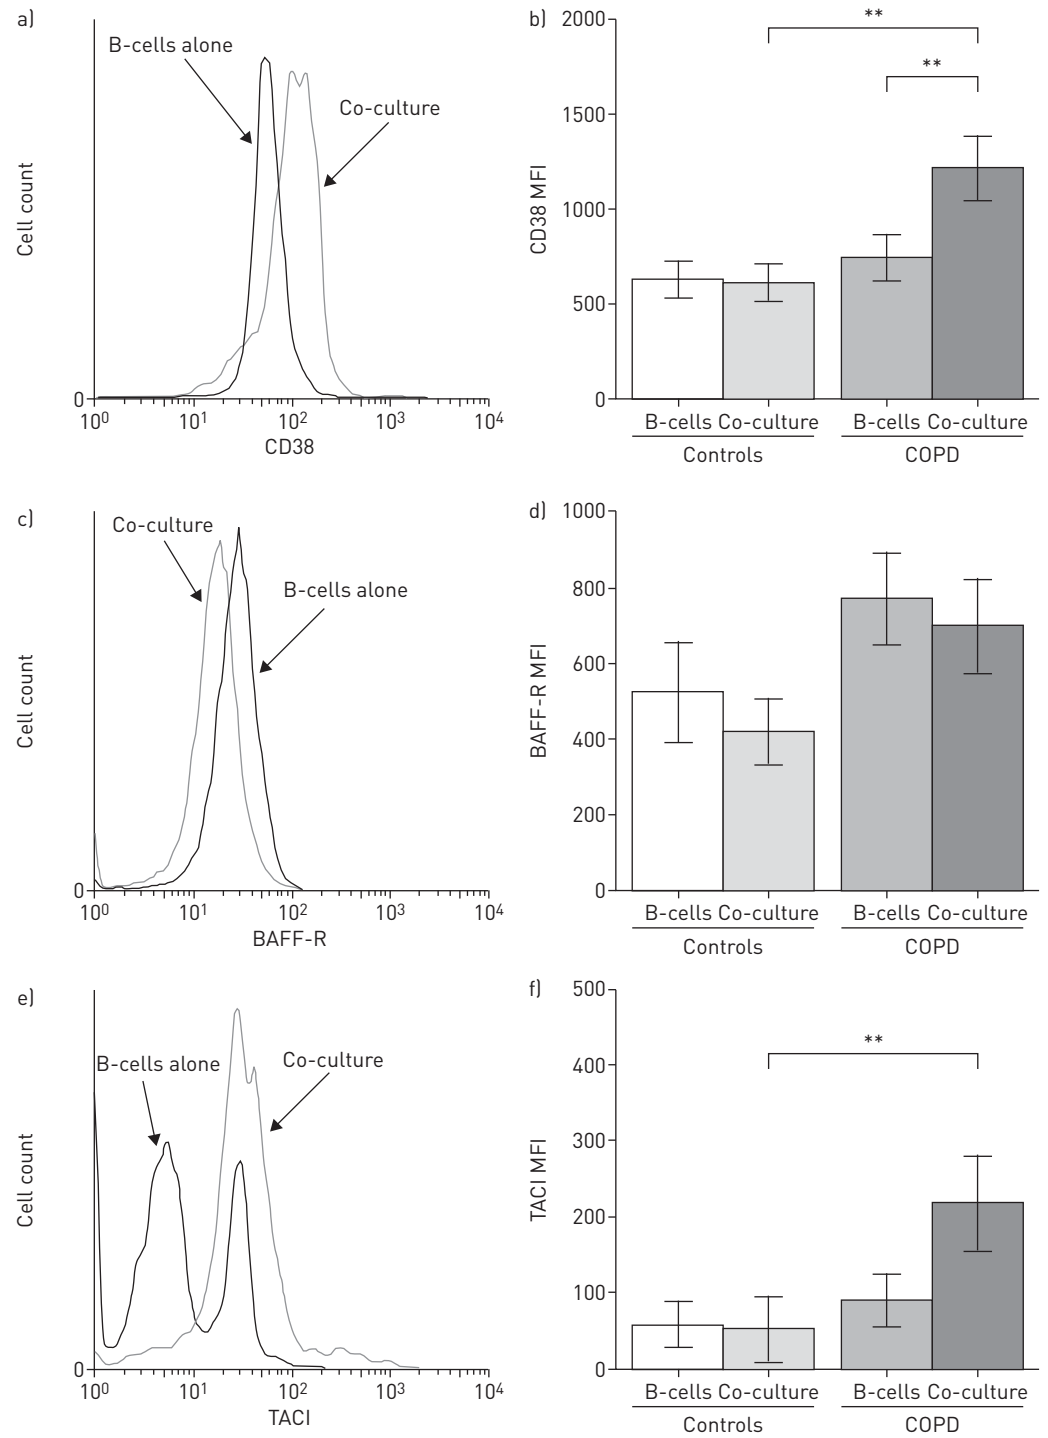 a)
B-cells alone
Co-culture
Cell count
0
10⁰ 10¹ 10² 10³ 10⁴
CD38
b)
2000
1500
1000
500
0
CD38 MFI
**
**
B-cells Co-culture B-cells Co-culture
Controls COPD
c)
Co-culture
B-cells alone
Cell count
0
10⁰ 10¹ 10² 10³ 10⁴
BAFF-R
d)
1000
800
600
400
200
0
BAFF-R MFI
B-cells Co-culture B-cells Co-culture
Controls COPD
e)
B-cells alone
Co-culture
Cell count
0
10⁰ 10¹ 10² 10³ 10⁴
TACI
f)
500
400
300
200
100
0
TACI MFI
**
B-cells Co-culture B-cells Co-culture
Controls COPD